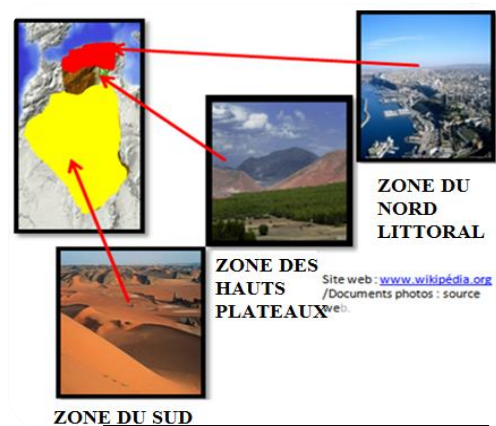 ZONE DU
NORD
LITTORAL
ZONE DES
HAUTS
PLATEAUX
Site web : www.wikipédia.org
/Documents photos : source
web.
ZONE DU SUD